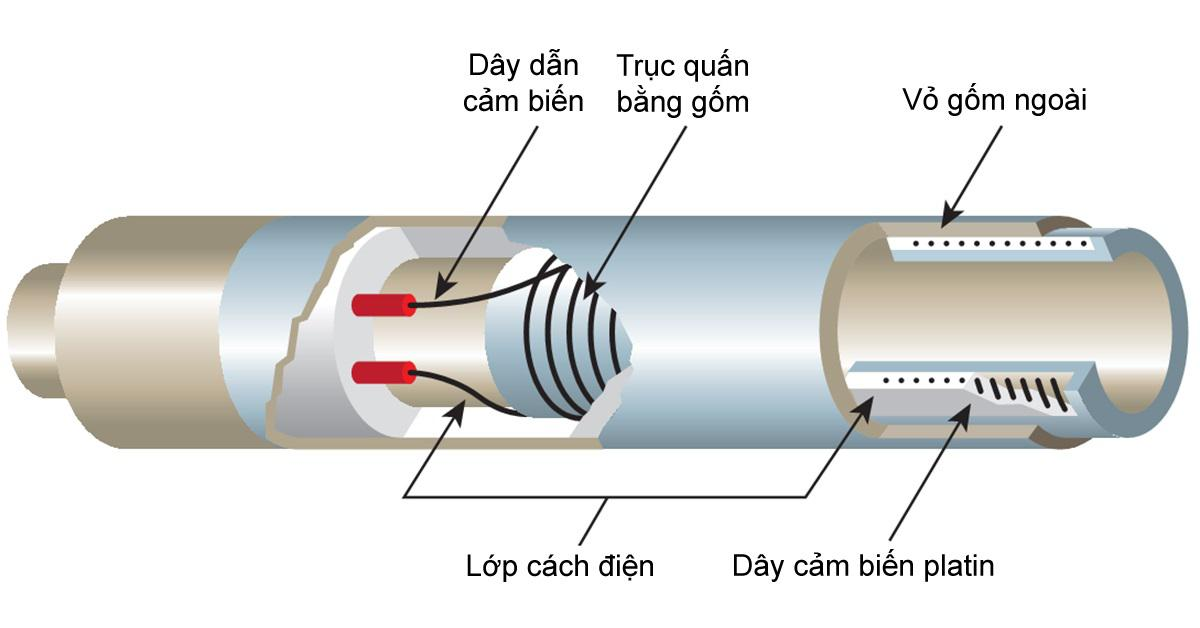 Dây dẫn
cảm biến
Trục quấn
bằng gốm
Vỏ gốm ngoài
Lớp cách điện
Dây cảm biến platin